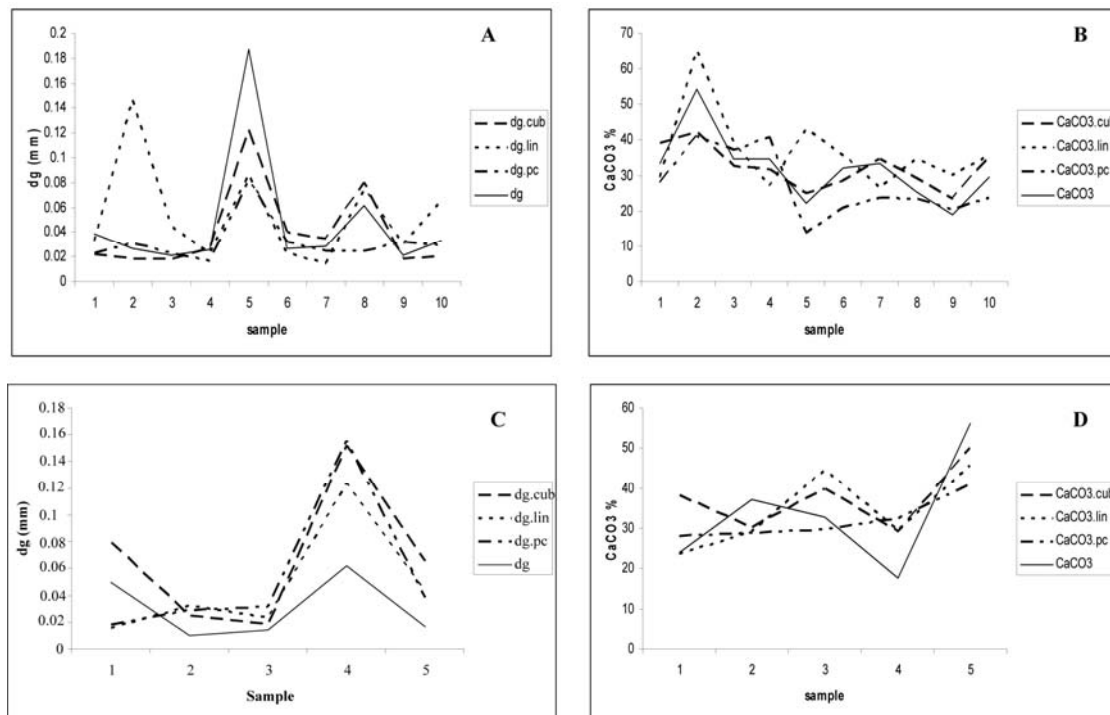 A
0.2
0.18
0.16
0.14
0.12
0.1
0.08
0.06
0.04
0.02
0
dg (mm)
1 2 3 4 5 6 7 8 9 10
sample
dg.cub
dg.lin
dg.pc
dg
B
70
60
50
40
30
20
10
0
CaCO3 %
1 2 3 4 5 6 7 8 9 10
sample
CaCO3.cub
CaCO3.lin
CaCO3.pc
CaCO3
C
0.18
0.16
0.14
0.12
0.1
0.08
0.06
0.04
0.02
0
dg (mm)
1 2 3 4 5
Sample
dg.cub
dg.lin
dg.pc
dg
D
60
50
40
30
20
10
0
CaCO3 %
1 2 3 4 5
sample
CaCO3.cub
CaCO3.lin
CaCO3.pc
CaCO3